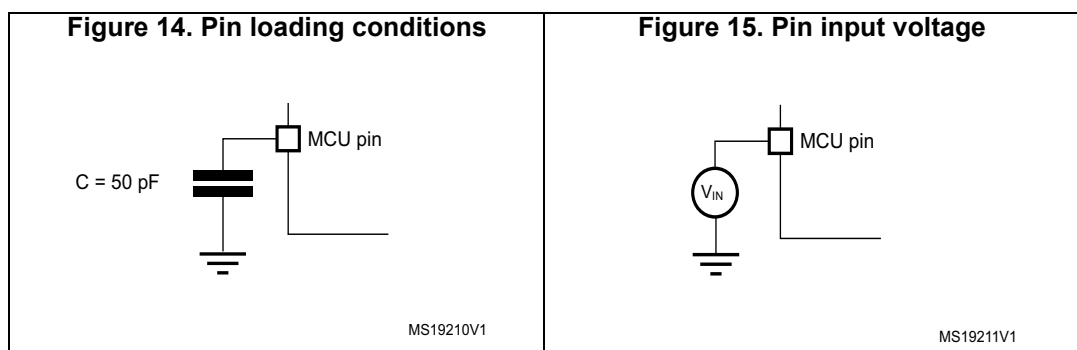 Figure 14. Pin loading conditions
MCU pin
C = 50 pF
MS19210V1
Figure 15. Pin input voltage
MCU pin
VIN
MS19211V1